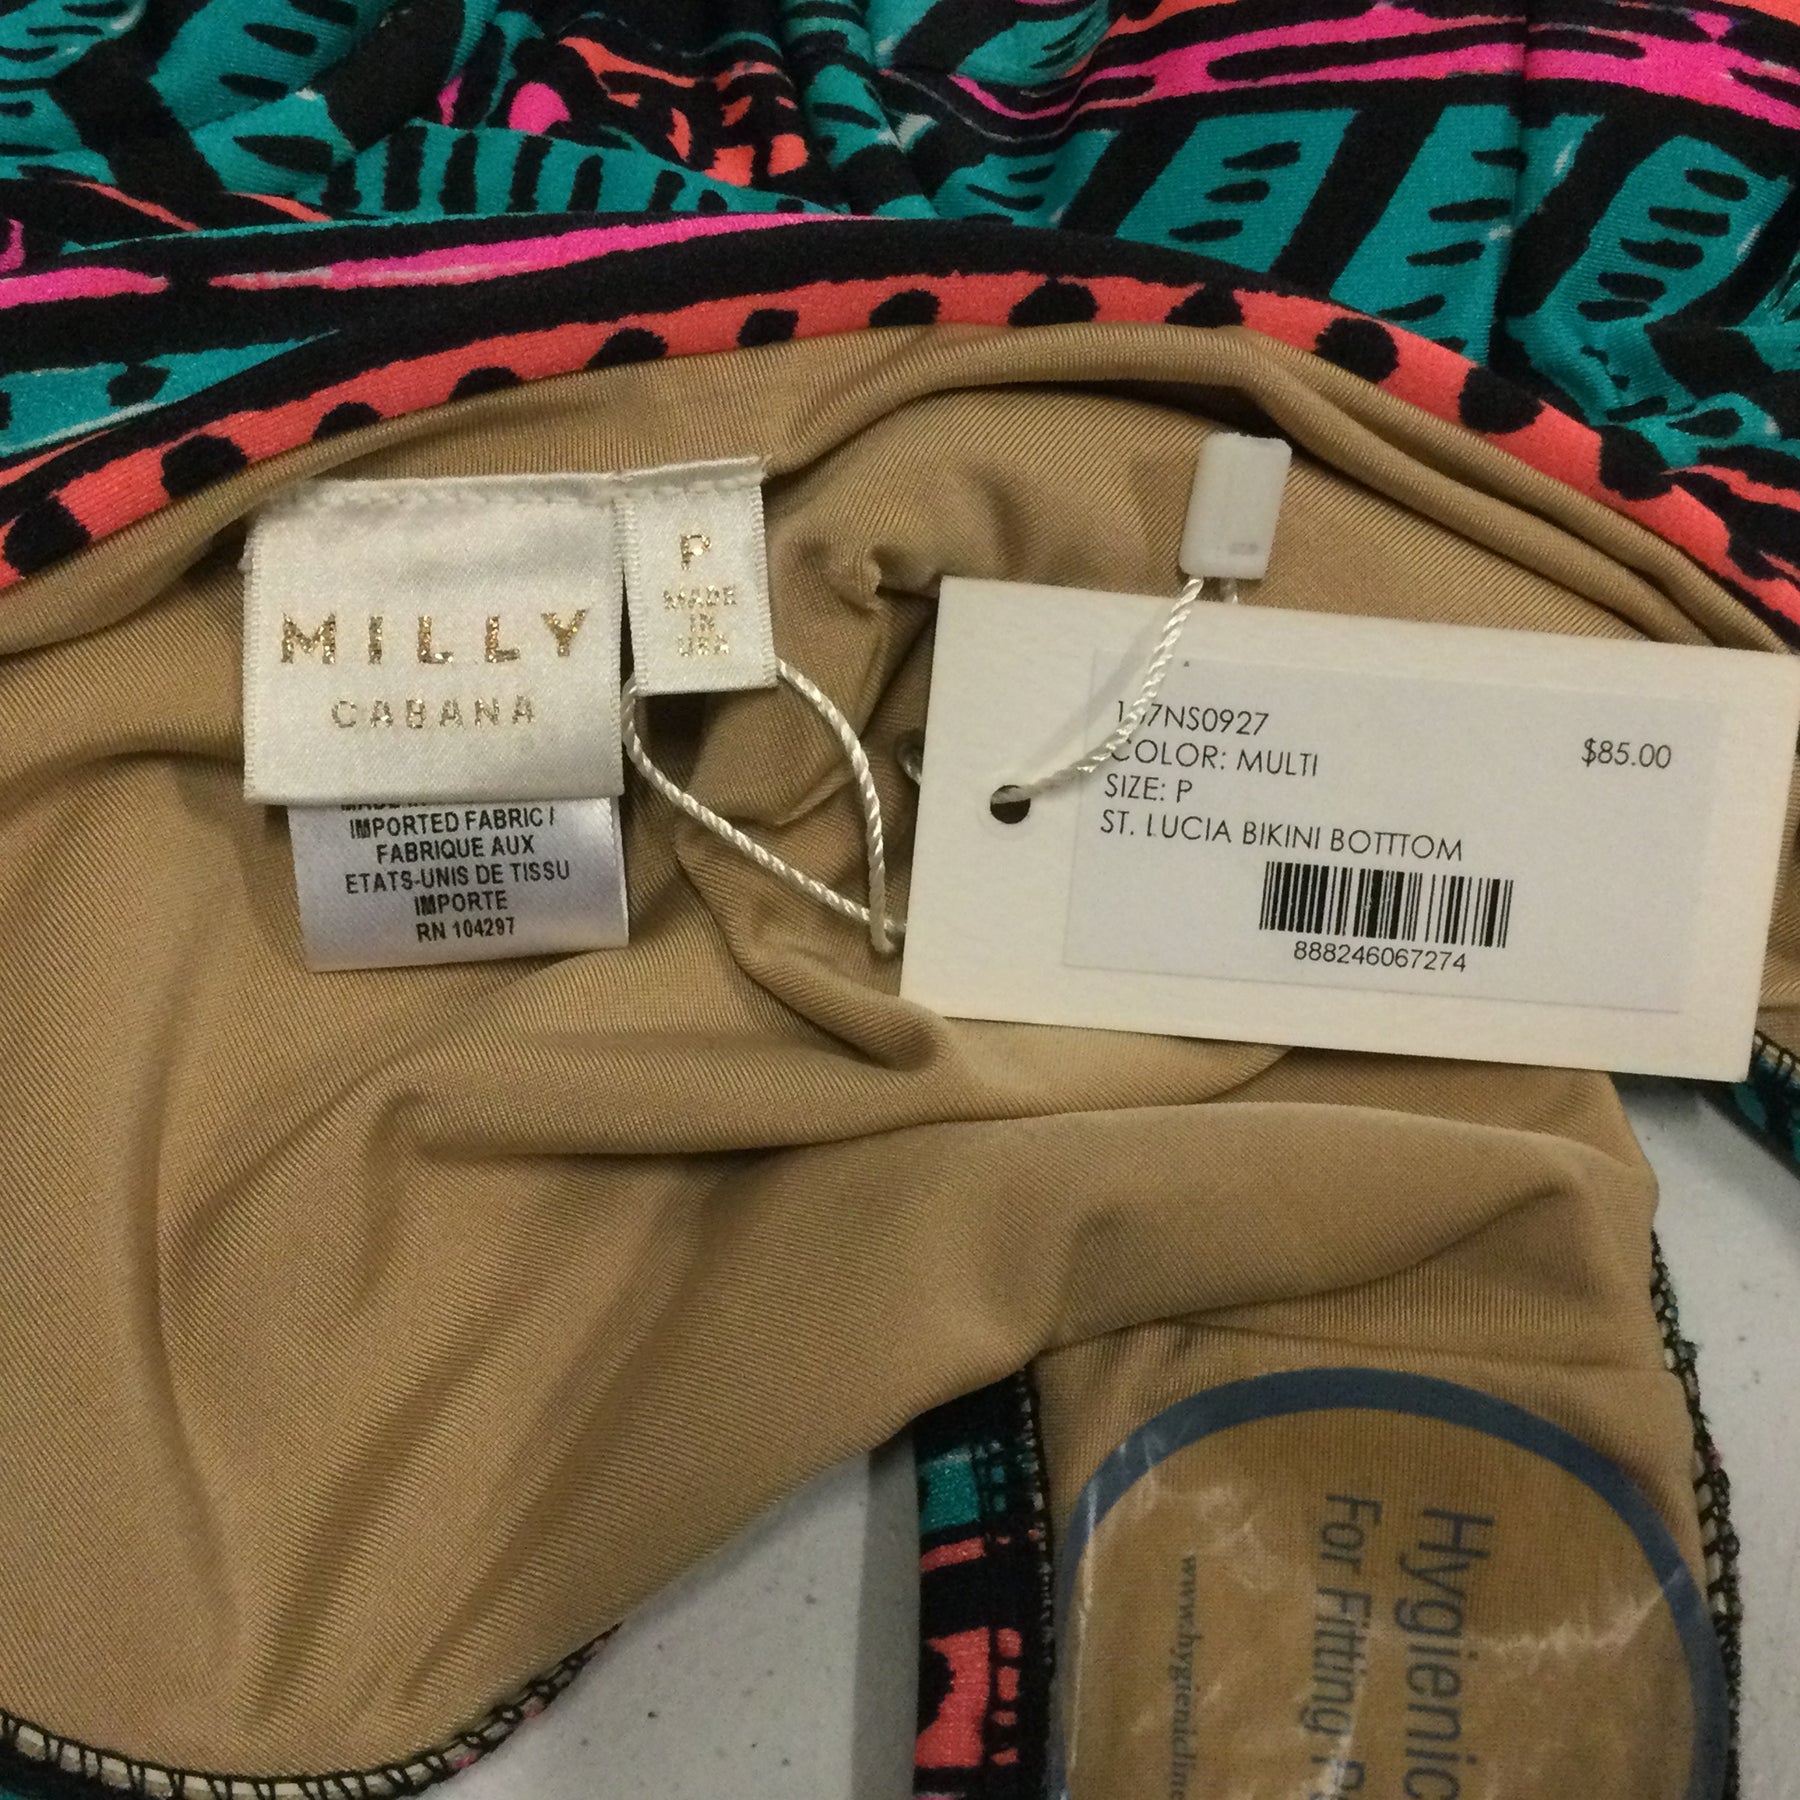 MILLY
CABANA
P
MADE
IN
USA
IMPORTED FABRIC /
FABRIQUE AUX
ETATS-UNIS DE TISSU
IMPORTE
RN 104297
COLOR: MULTI
$85.00
SIZE: P
ST. LUCIA BIKINI BOTTTOM
888246067274
Hygienic
For Fitting